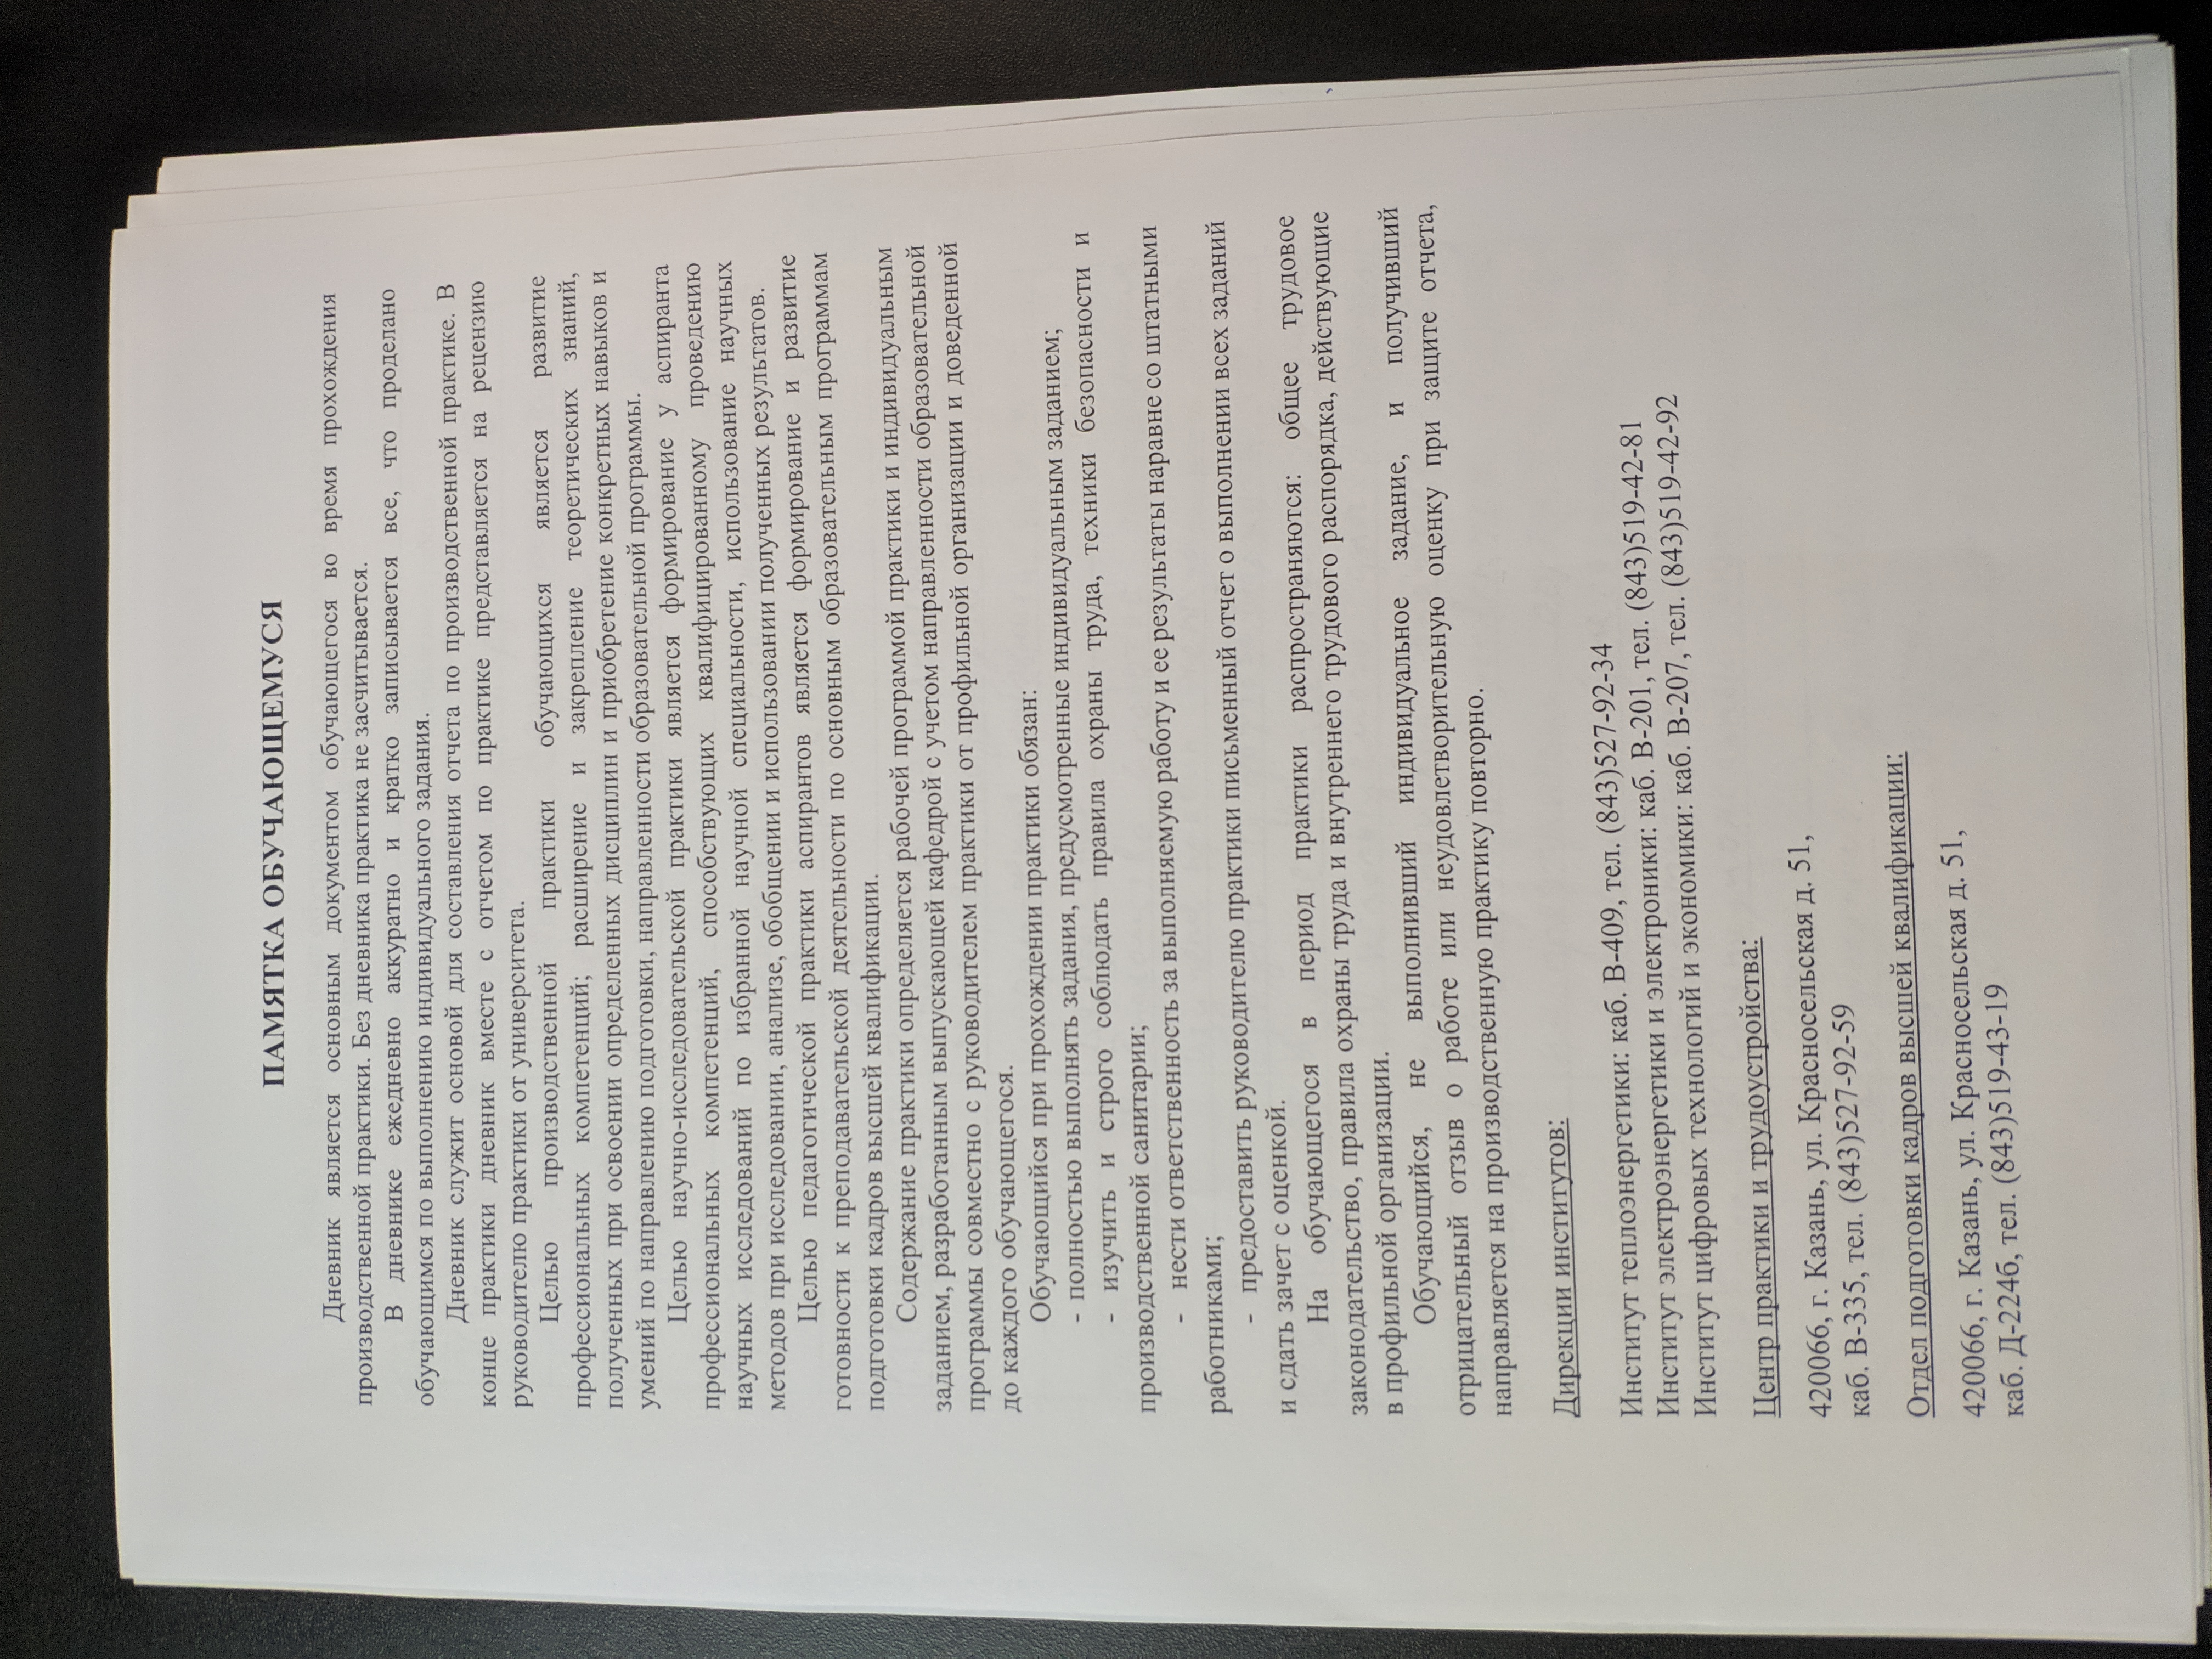 ПАМЯТКА ОБУЧАЮЩЕМУСЯ
Дневник является основным документом обучающегося во время прохождения
производственной практики. Без дневника практика не засчитывается.
В дневнике ежедневно аккуратно и кратко записывается все, что проделано
обучающимся по выполнению индивидуального задания.
Дневник служит основой для составления отчета по производственной практике. В
конце практики дневник вместе с отчетом по практике представляется на рецензию
руководителю практики от университета.
Целью производственной практики обучающихся является развитие
профессиональных компетенций; расширение и закрепление теоретических знаний,
полученных при освоении определенных дисциплин и приобретение конкретных навыков и
умений по направлению подготовки, направленности образовательной программы.
Целью научно-исследовательской практики является формирование у аспиранта
профессиональных компетенций, способствующих квалифицированному проведению
научных исследований по избранной научной специальности, использование научных
методов при исследовании, анализе, обобщении и использовании полученных результатов.
Целью педагогической практики аспирантов является формирование и развитие
готовности к преподавательской деятельности по основным образовательным программам
подготовки кадров высшей квалификации.
Содержание практики определяется рабочей программой практики и индивидуальным
заданием, разработанным выпускающей кафедрой с учетом направленности образовательной
программы совместно с руководителем практики от профильной организации и доведенной
до каждого обучающегося.
Обучающийся при прохождении практики обязан:
- полностью выполнять задания, предусмотренные индивидуальным заданием;
- изучить и строго соблюдать правила охраны труда, техники безопасности и
производственной санитарии;
- нести ответственность за выполняемую работу и ее результаты наравне со штатными
работниками;
- предоставить руководителю практики письменный отчет о выполнении всех заданий
и сдать зачет с оценкой.
На обучающегося в период практики распространяются: общее трудовое
законодательство, правила охраны труда и внутреннего трудового распорядка, действующие
в профильной организации.
Обучающийся, не выполнивший индивидуальное задание, и получивший
отрицательный отзыв о работе или неудовлетворительную оценку при защите отчета,
направляется на производственную практику повторно.
Дирекции институтов:
Институт теплоэнергетики: каб. В-409, тел. (843)527-92-34
Институт электроэнергетики и электроники: каб. В-201, тел. (843)519-42-81
Институт цифровых технологий и экономики: каб. В-207, тел. (843)519-42-92
Центр практики и трудоустройства:
420066, г. Казань, ул. Красносельская д. 51,
каб. В-335, тел. (843)527-92-59
Отдел подготовки кадров высшей квалификации:
420066, г. Казань, ул. Красносельская д. 51,
каб. Д-224б, тел. (843)519-43-19